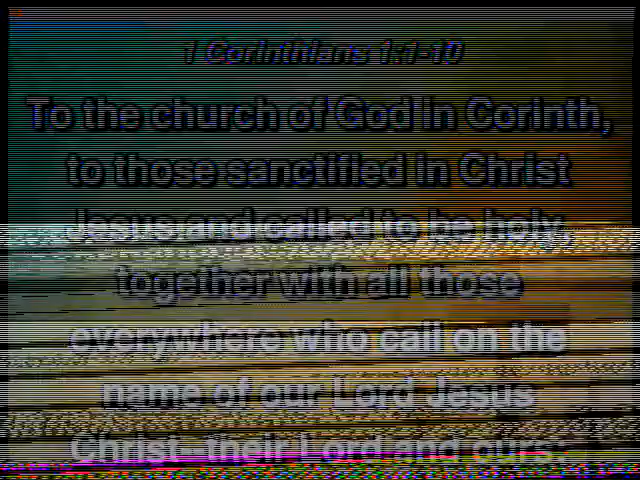 1 Corinthians 1:1-10
To the church of God in Corinth,
to those sanctified in Christ
Jesus and called to be holy,
together with all those
everywhere who call on the
name of our Lord Jesus
Christ–their Lord and ours: